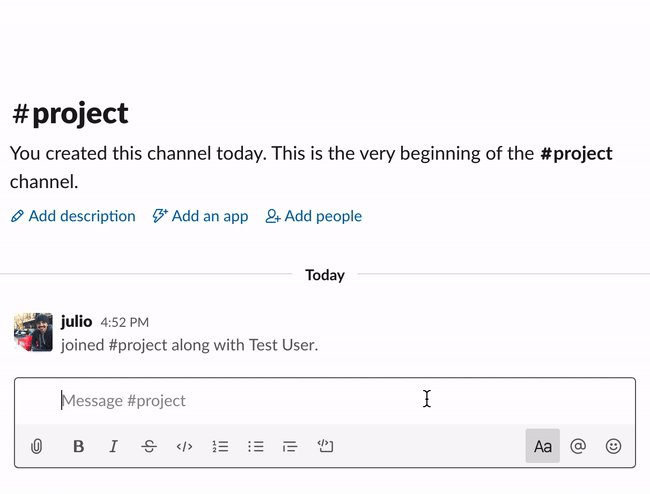 #project
You created this channel today. This is the very beginning of the #project
channel.
Add description Add an app Add people
Today
julio 4:52 PM
joined #project along with Test User.
Message #project
B I S </> Aa @